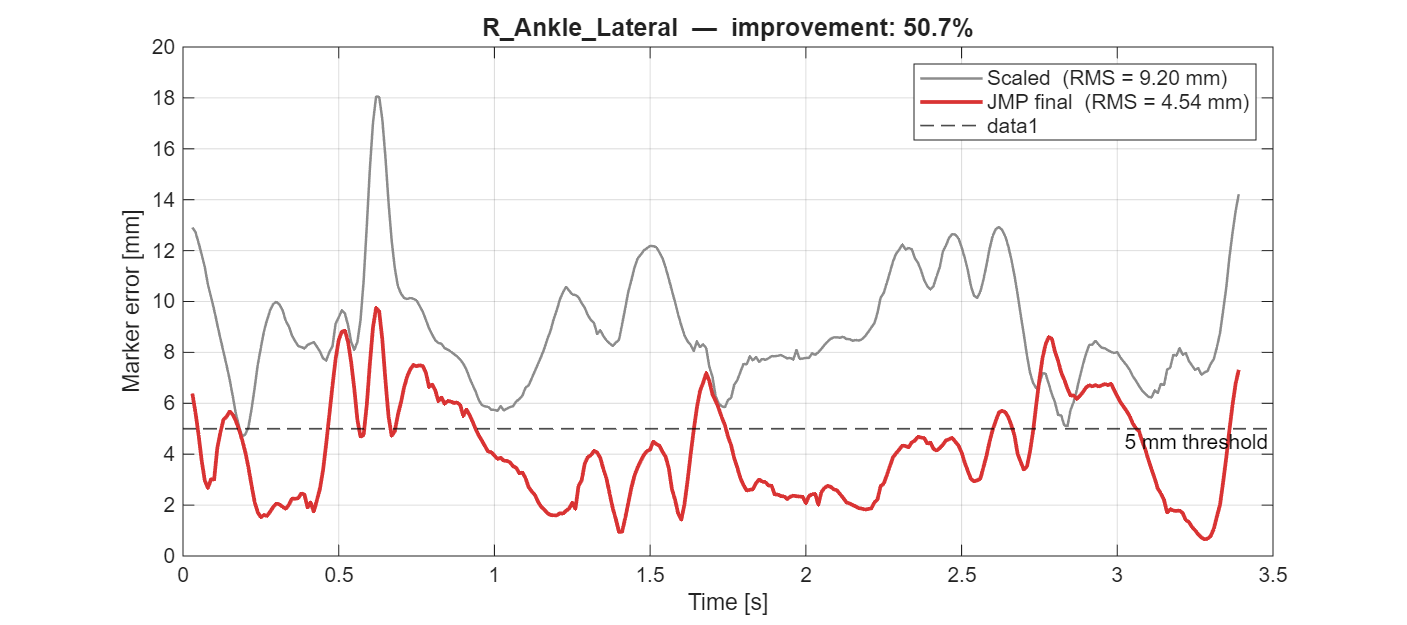 R_Ankle_Lateral — improvement: 50.7%
20
18
16
14
12
10
8
6
4
2
0
Marker error [mm]
Scaled (RMS = 9.20 mm)
JMP final (RMS = 4.54 mm)
data1
5 mm threshold
0 0.5 1 1.5 2 2.5 3 3.5
Time [s]